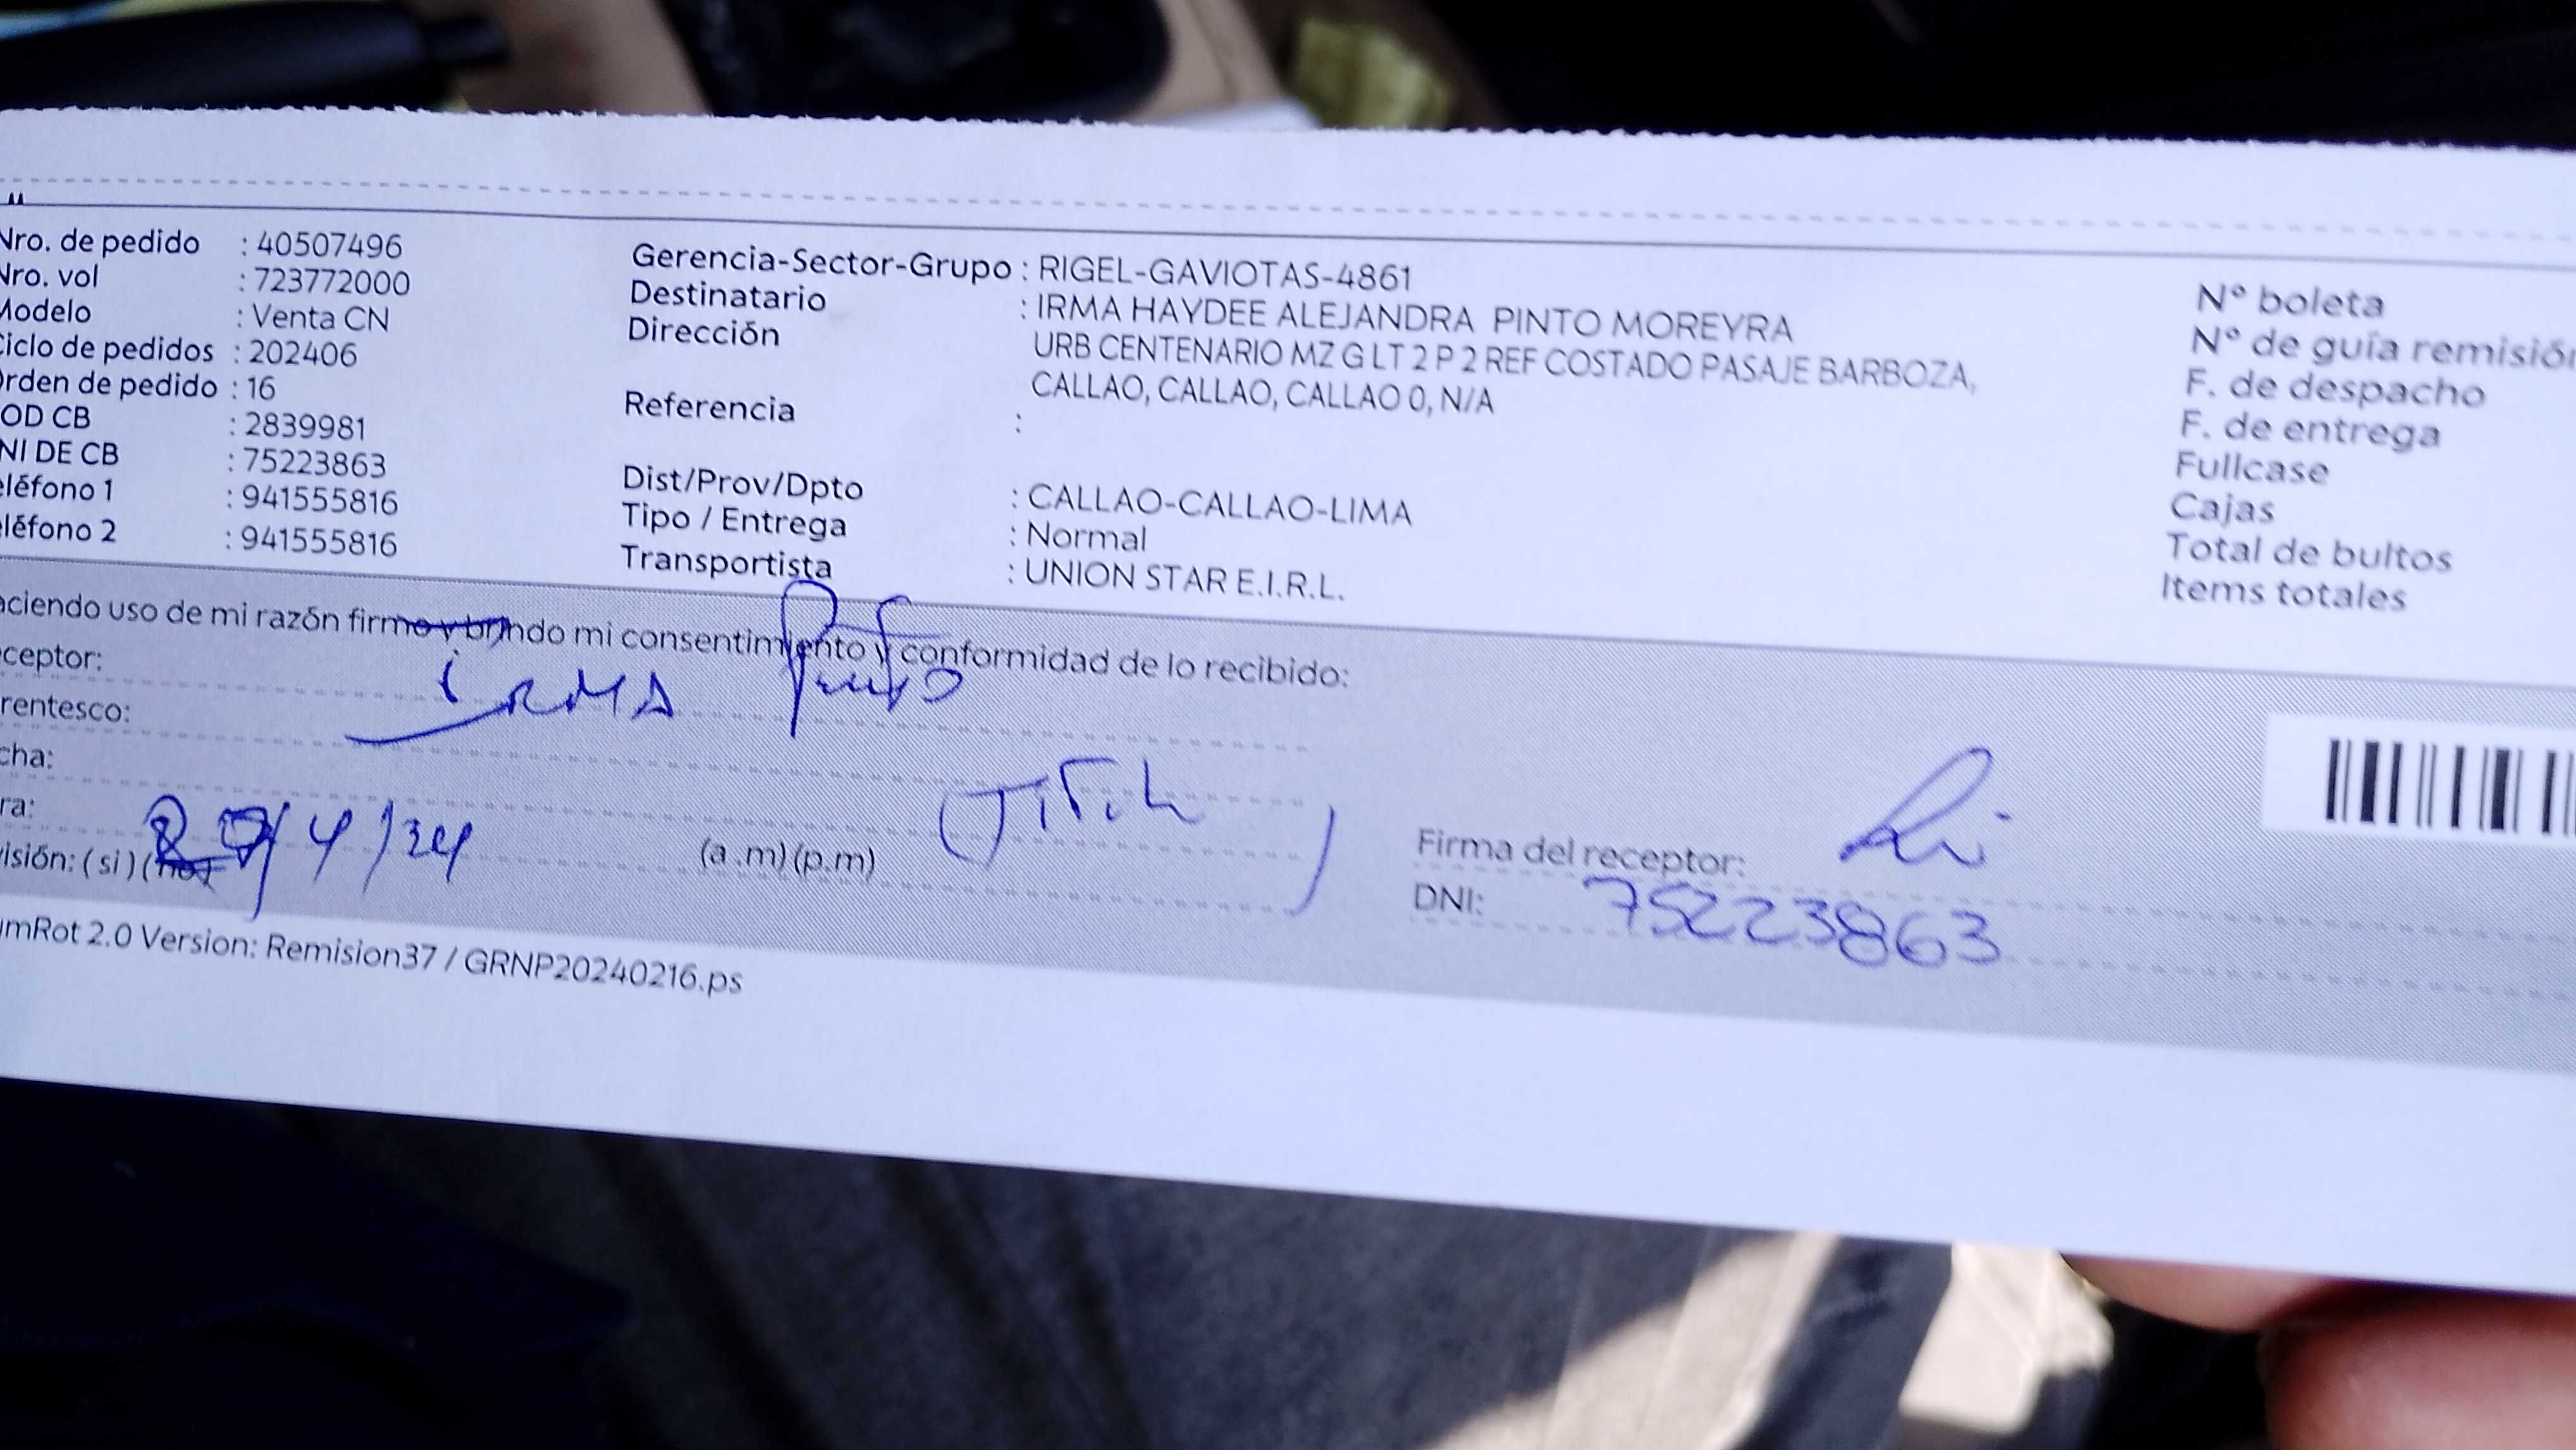 Nro. de pedido : 40507496
Nro. vol : 723772000
Modelo : Venta CN
Ciclo de pedidos : 202406
Orden de pedido : 16
OD CB : 2839981
NI DE CB : 75223863
eléfono 1 : 941555816
eléfono 2 : 941555816
Gerencia-Sector-Grupo : RIGEL-GAVIOTAS-4861
Destinatario : IRMA HAYDEE ALEJANDRA PINTO MOREYRA
Dirección URB CENTENARIO MZ G LT 2 P 2 REF COSTADO PASAJE BARBOZA,
CALLAO, CALLAO, CALLAO 0, N/A
Referencia :
Dist/Prov/Dpto : CALLAO-CALLAO-LIMA
Tipo / Entrega : Normal
Transportista : UNION STAR E.I.R.L.
N° boleta
N° de guía remisión
F. de despacho
F. de entrega
Fullcase
Cajas
Total de bultos
Items totales
aciendo uso de mi razón firmo y brindo mi consentimiento y conformidad de lo recibido:
ceptor: iRMA Pinto
rentesco:
cha:
ra: /4/24 (a.m)(p.m)
isión: (si) (no)
Firma del receptor:
DNI: 75223863
umRot 2.0 Version: Remision37 / GRNP20240216.ps